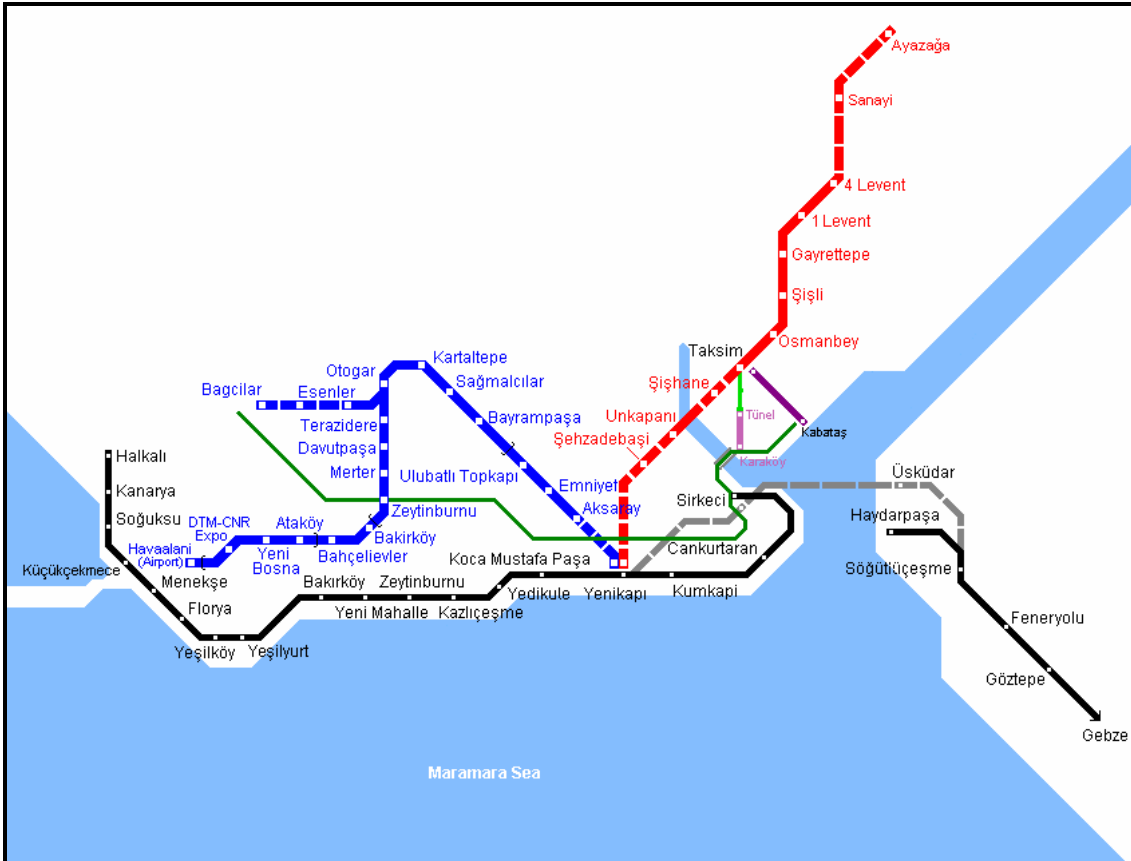 Ayazağa
Sanayi
4 Levent
1 Levent
Gayrettepe
Şişli
Osmanbey
Taksim
Şişhane
Unkapanı
Şehzadebaşi
Tünel
Kabataş
Karaköy
Kartaltepe
Otogar
Sağmalcılar
Bagcilar
Esenler
Bayrampaşa
Terazidere
Davutpaşa
Merter
Ulubatlı Topkapı
Emniyet
Aksaray
Zeytinburnu
Bakirköy
Bahçelievler
Ataköy
Yeni
Bosna
DTM-CNR
Expo
Havaalani
(Airport)
Halkalı
Kanarya
Soğuksu
Küçükçekmece
Menekşe
Florya
Yeşilköy
Yeşilyurt
Bakırköy
Yeni Mahalle
Zeytinburnu
Kazlıçeşme
Koca Mustafa Paşa
Yedikule
Yenikapı
Kumkapi
Cankurtaran
Sirkeci
Üsküdar
Haydarpaşa
Söğütlüçeşme
Feneryolu
Göztepe
Gebze
Maramara Sea